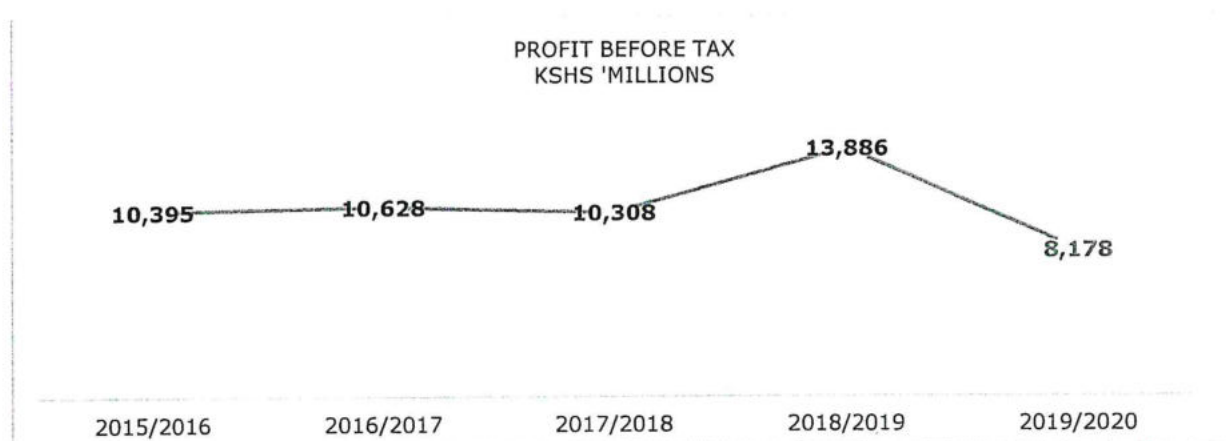 PROFIT BEFORE TAX
KSHS 'MILLIONS
13,886
10,395 10,628 10,308
8,178
2015/2016 2016/2017 2017/2018 2018/2019 2019/2020